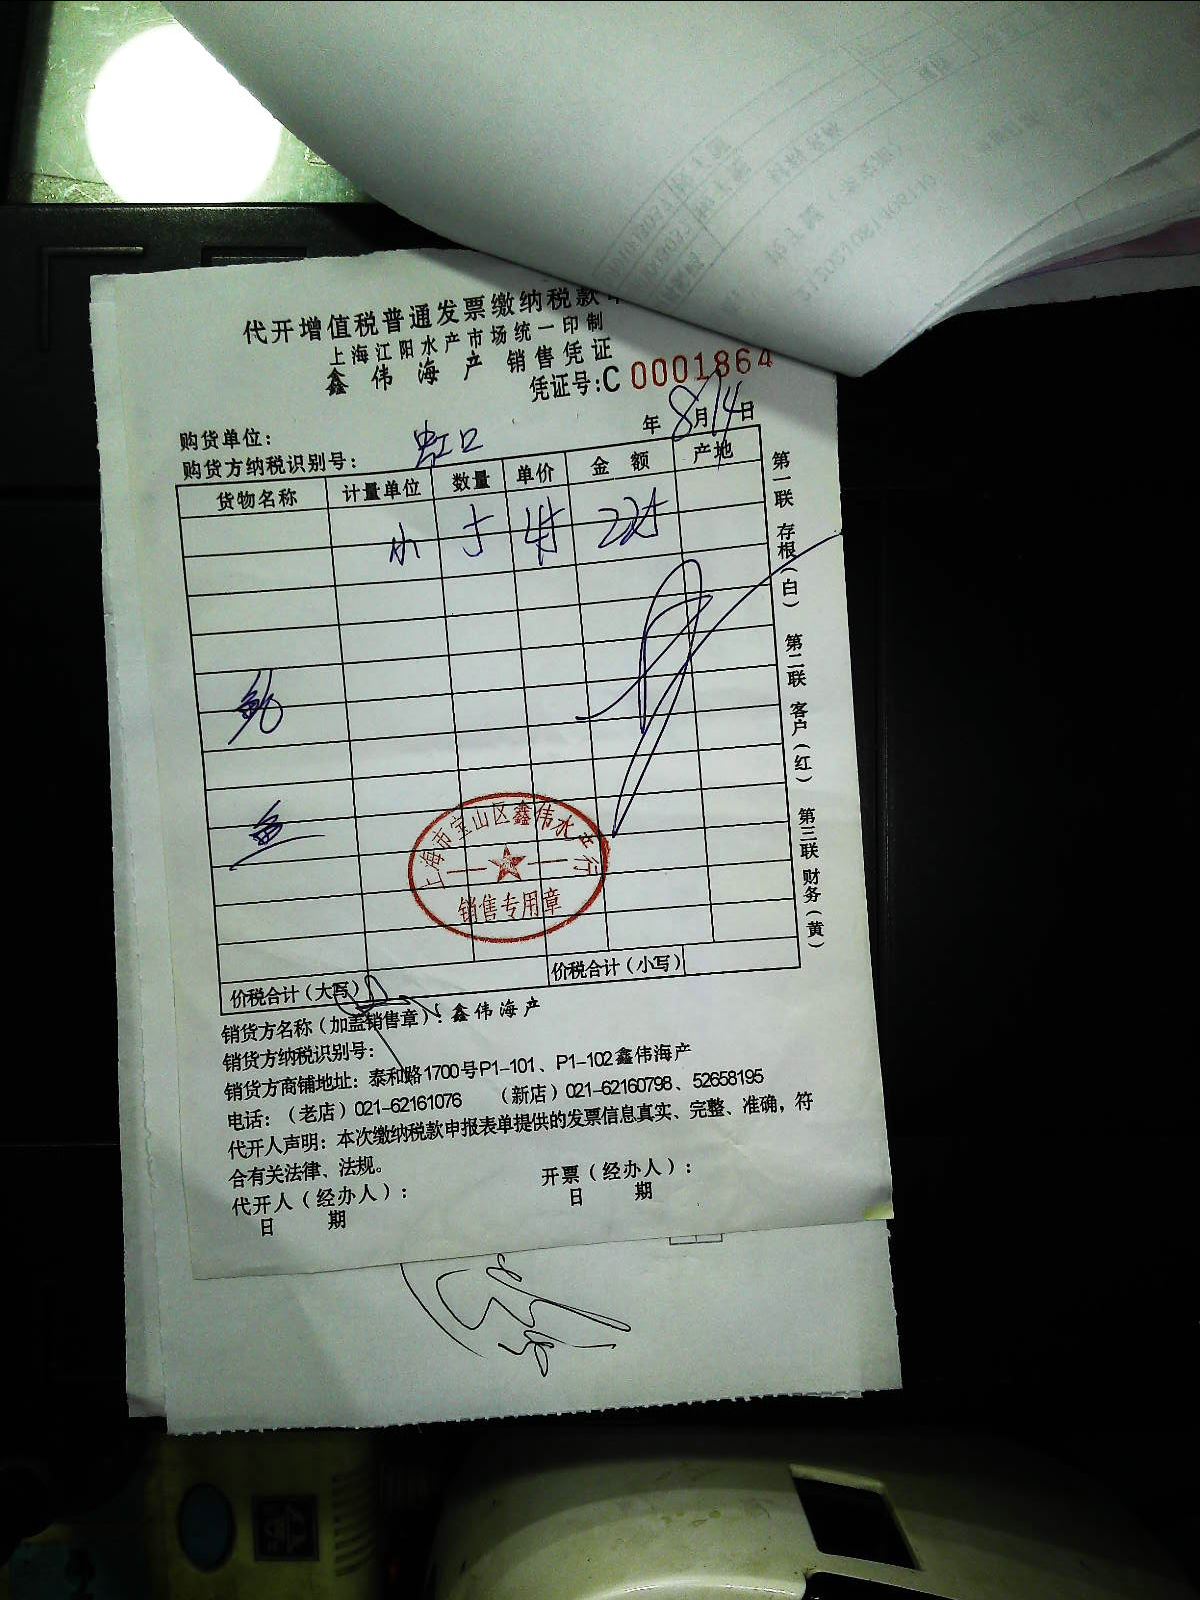 代开增值税普通发票缴纳税款
上海江阳水产市场统一印制
鑫伟海产 销售凭证
凭证号:C 0001864
年 8月14日
购货单位:
购货方纳税识别号: 虹口
货物名称 计量单位 数量 单价 金 额 产地
小 5 45 225
鲍
鱼
上海市宝山区鑫伟水产行
销售专用章
价税合计(大写) 价税合计(小写)
第一联 存根(白) 第二联 客户(红) 第三联 财务(黄)
销货方名称(加盖销售章):鑫伟海产
销货方纳税识别号:
销货方商铺地址: 泰和路1700号P1-101、P1-102鑫伟海产
电话:(老店)021-62161076 (新店)021-62160798、52658195
代开人声明: 本次缴纳税款申报表单提供的发票信息真实、完整、准确, 符
合有关法律、法规。
代开人(经办人): 开票(经办人):
日 期 日 期